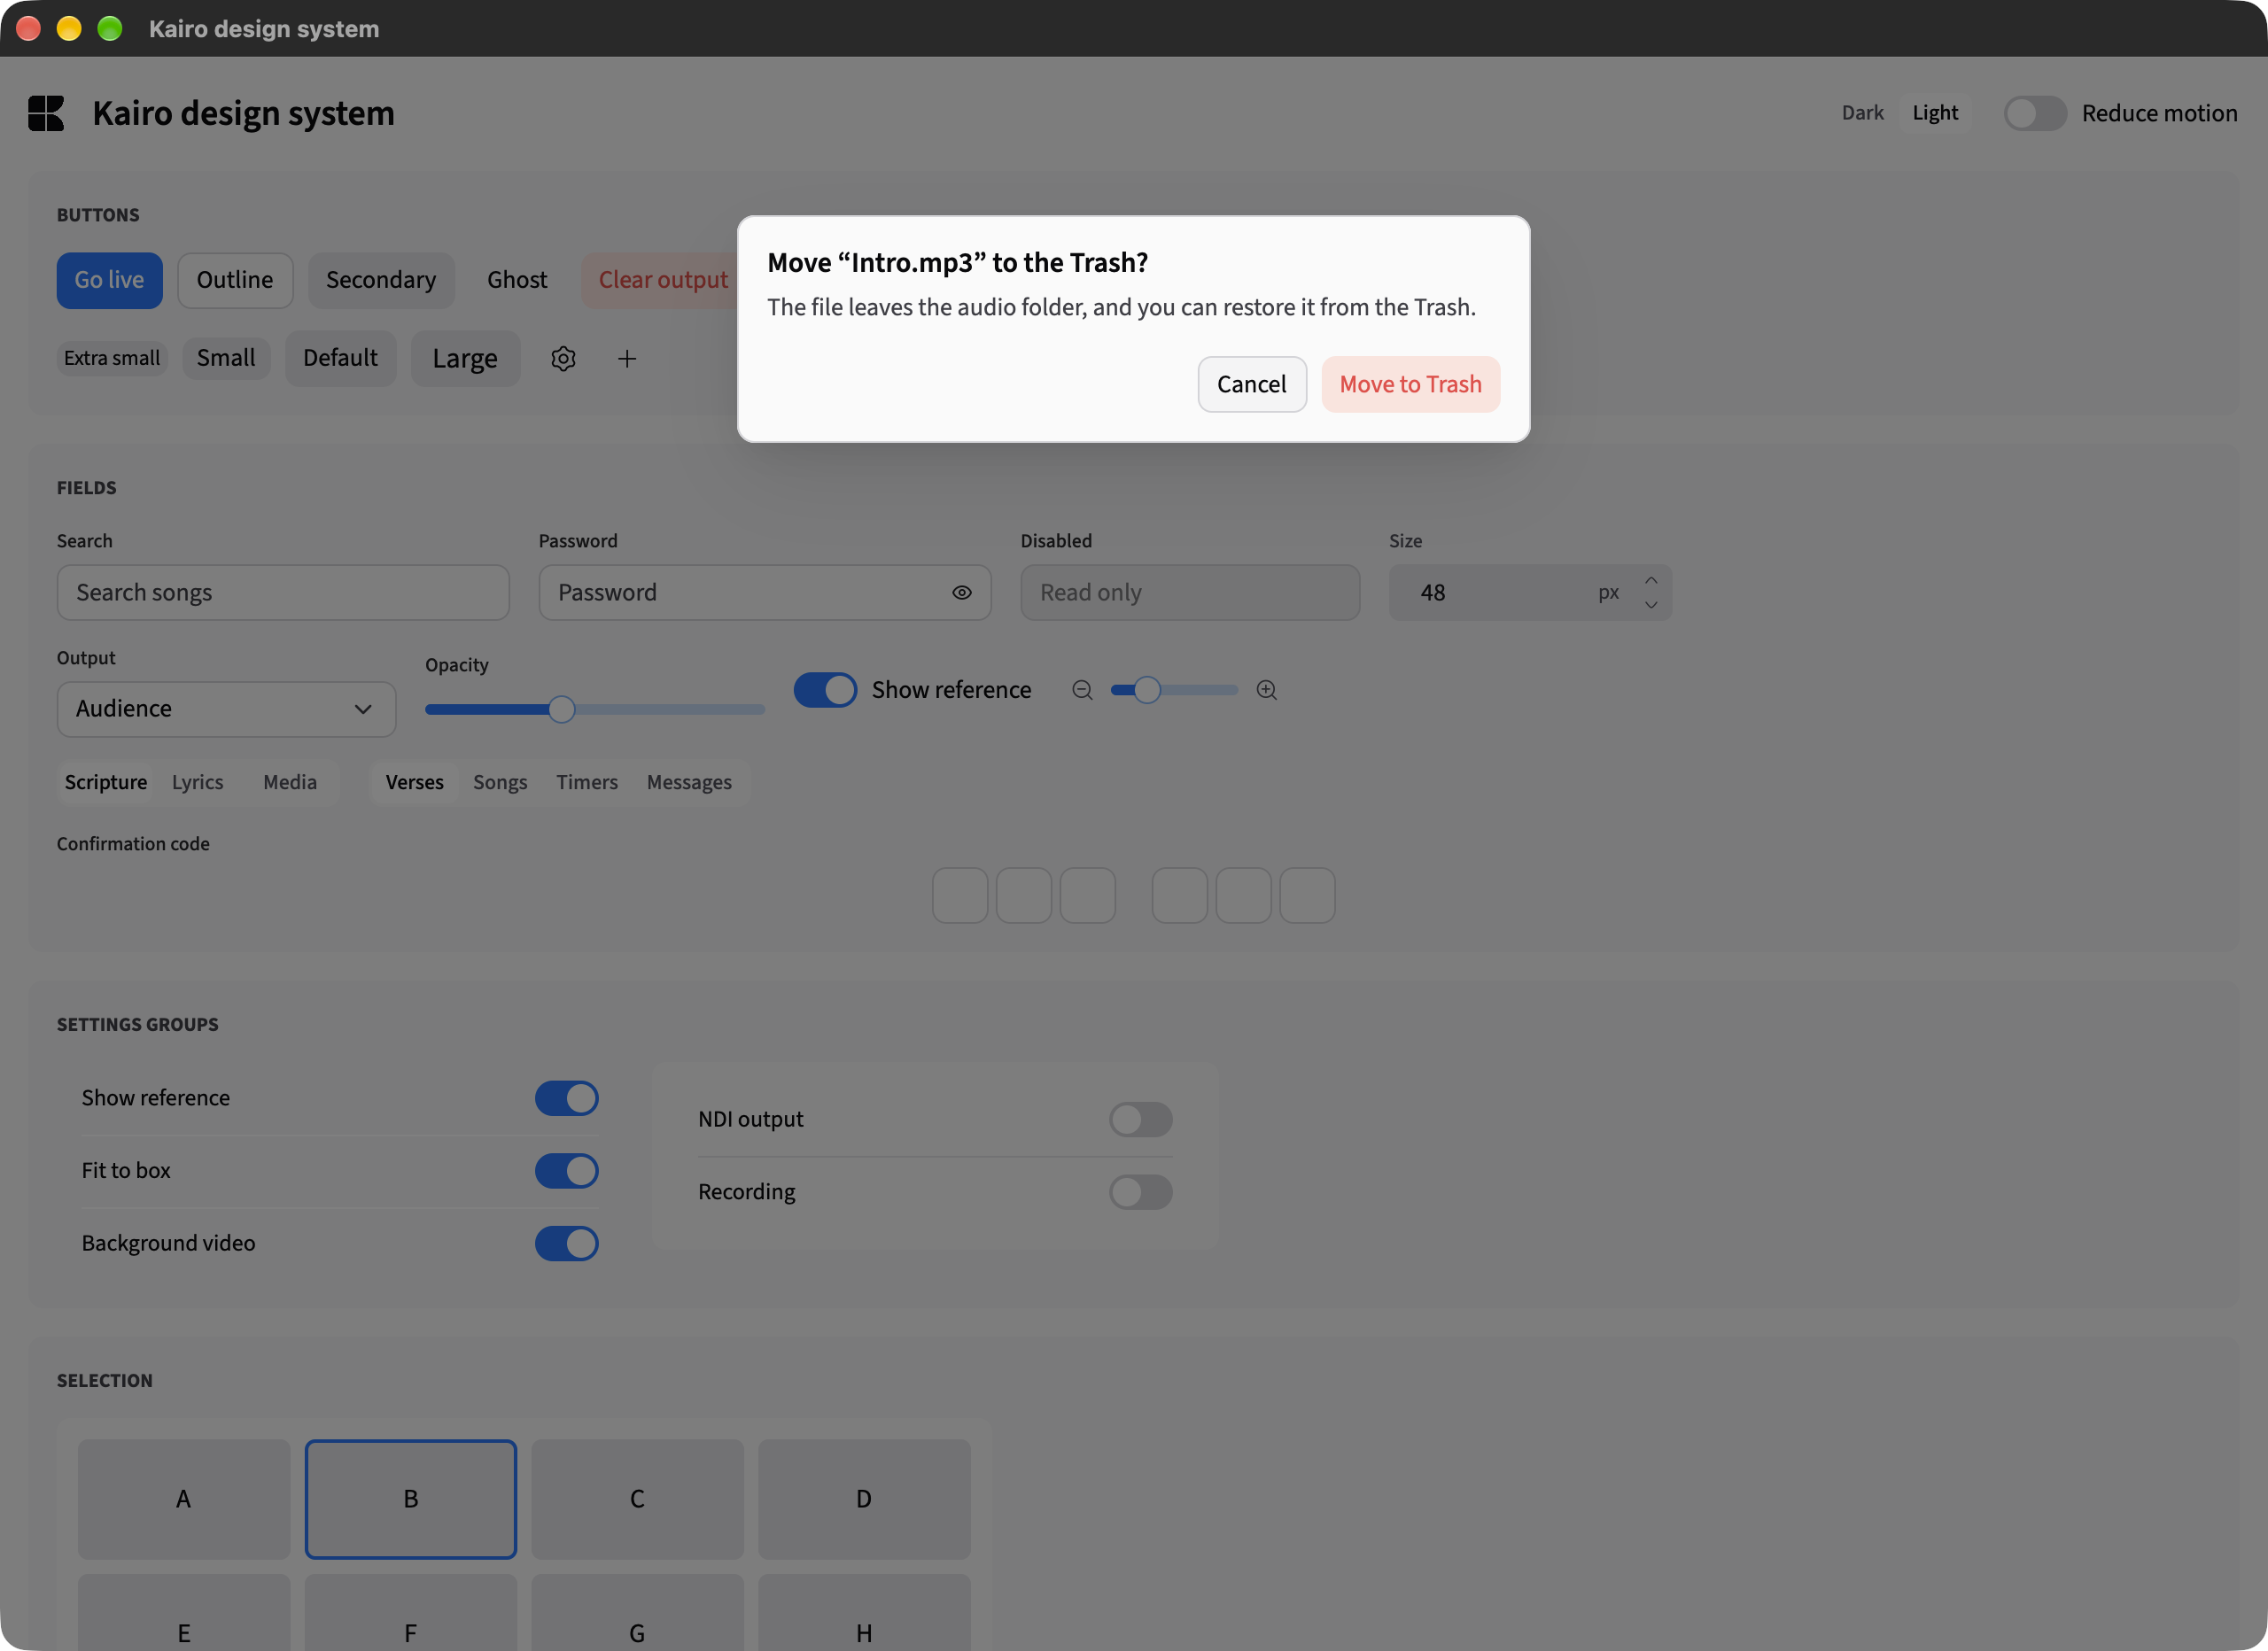 Kairo design system
Kairo design system
Dark Light Reduce motion
BUTTONS
Go live Outline Secondary Ghost Clear output
Extra small Small Default Large
Move “Intro.mp3” to the Trash?
The file leaves the audio folder, and you can restore it from the Trash.
Cancel Move to Trash
FIELDS
Search Password Disabled Size
Search songs Password Read only 48 px
Output Opacity
Audience Show reference
Scripture Lyrics Media Verses Songs Timers Messages
Confirmation code
SETTINGS GROUPS
Show reference
Fit to box
Background video
NDI output
Recording
SELECTION
A B C D
E F G H